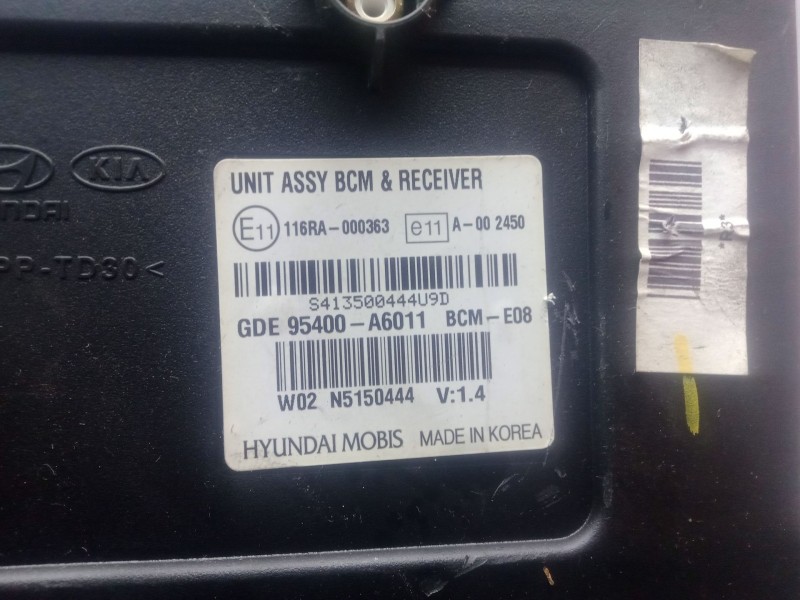 KIA
UNIT ASSY BCM & RECEIVER
E11 116RA-000363 e11 A-00 2450
S413500444U9D
GDE 95400-A6011 BCM-E08
W02 N5150444 V:1.4
HYUNDAI MOBIS MADE IN KOREA
PP-TD30<